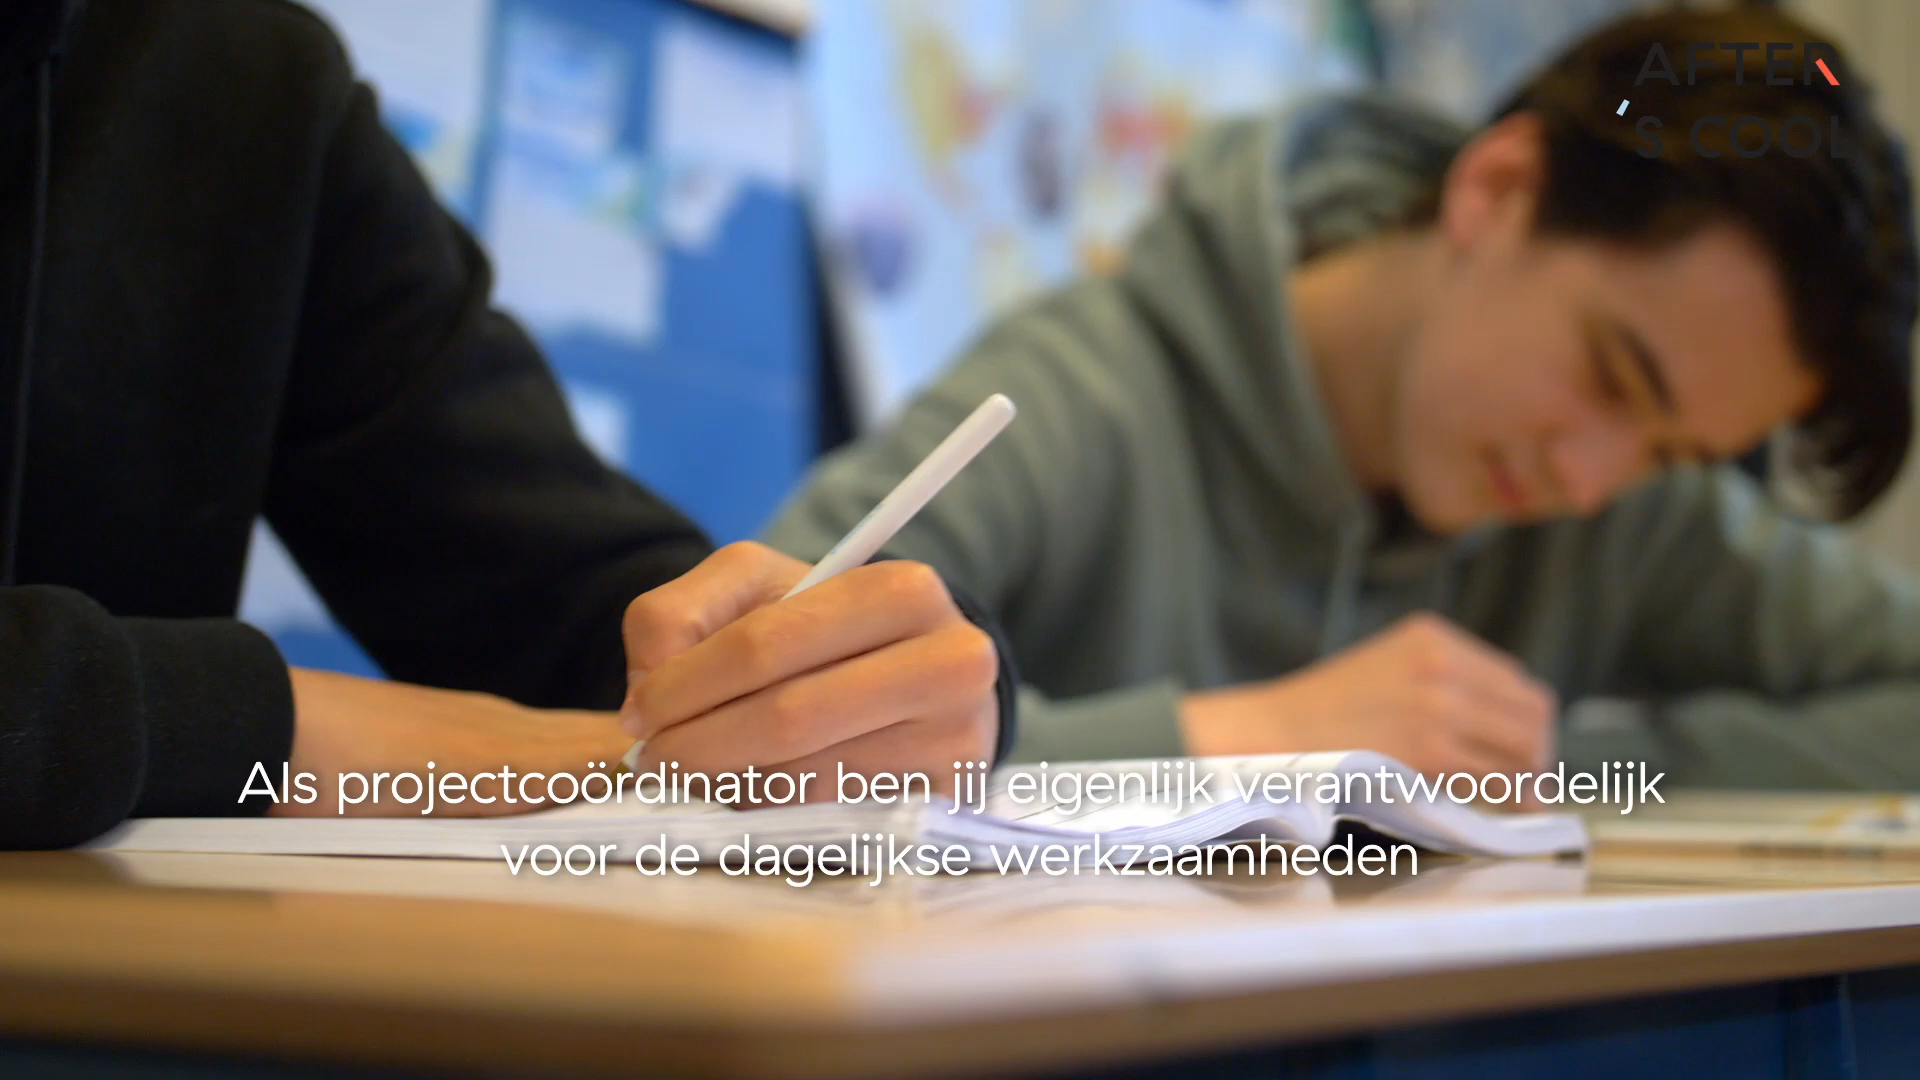 AFTER
'S COOL
Als projectcoördinator ben jij eigenlijk verantwoordelijk
voor de dagelijkse werkzaamheden